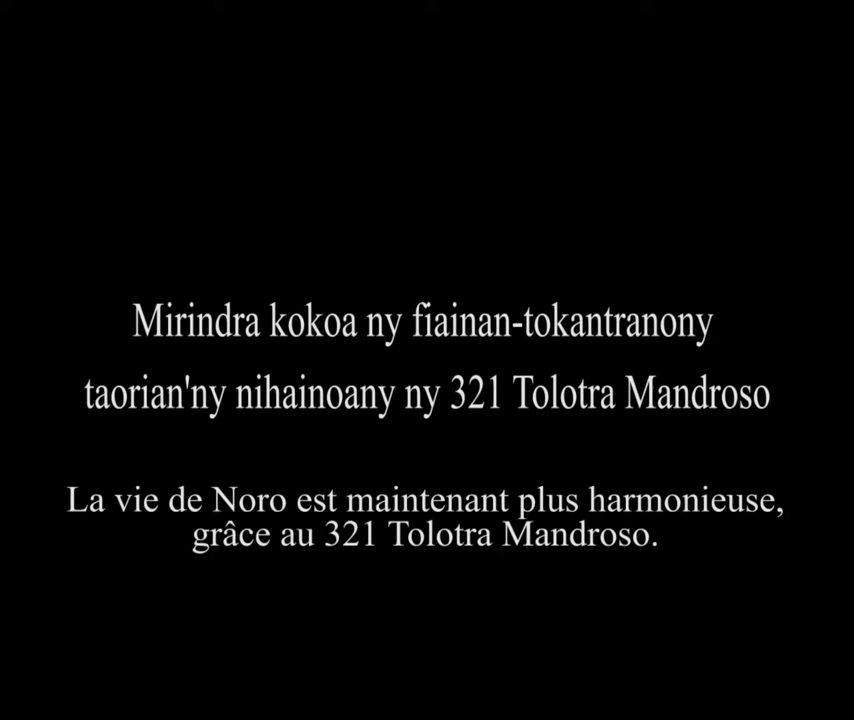 Mirindra kokoa ny fiainan-tokantranony
taorian'ny nihainoany ny 321 Tolotra Mandroso
La vie de Noro est maintenant plus harmonieuse,
grâce au 321 Tolotra Mandroso.